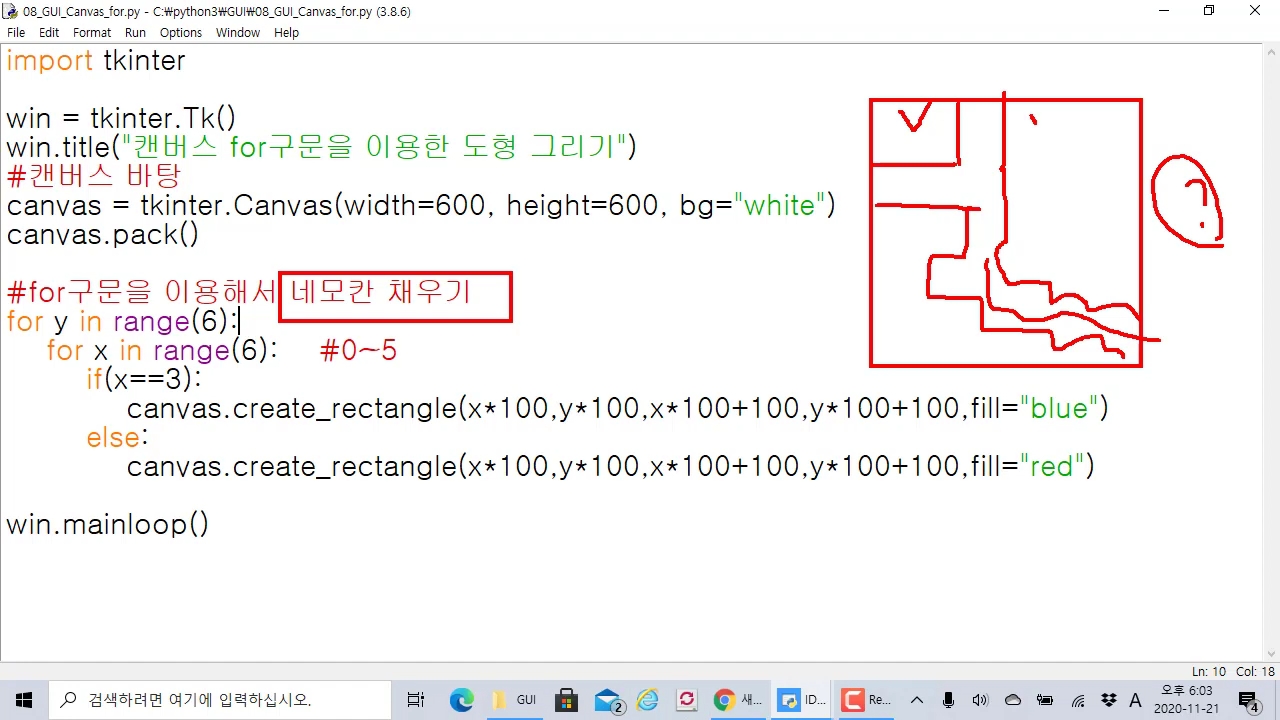 08_GUI_Canvas_for.py - C:\python3\GUI\08_GUI_Canvas_for.py (3.8.6)
File Edit Format Run Options Window Help
import tkinter
win = tkinter.Tk()
win.title("캔버스 for구문을 이용한 도형 그리기")
#캔버스 바탕
canvas = tkinter.Canvas(width=600, height=600, bg="white")
canvas.pack()
#for구문을 이용해서 네모칸 채우기
for y in range(6):
    for x in range(6):    #0~5
        if(x==3):
            canvas.create_rectangle(x*100,y*100,x*100+100,y*100+100,fill="blue")
        else:
            canvas.create_rectangle(x*100,y*100,x*100+100,y*100+100,fill="red")
win.mainloop()
Ln: 10 Col: 18
검색하려면 여기에 입력하십시오.
GUI
2
새...
ID...
Re...
A
오후 6:03
2020-11-21
4